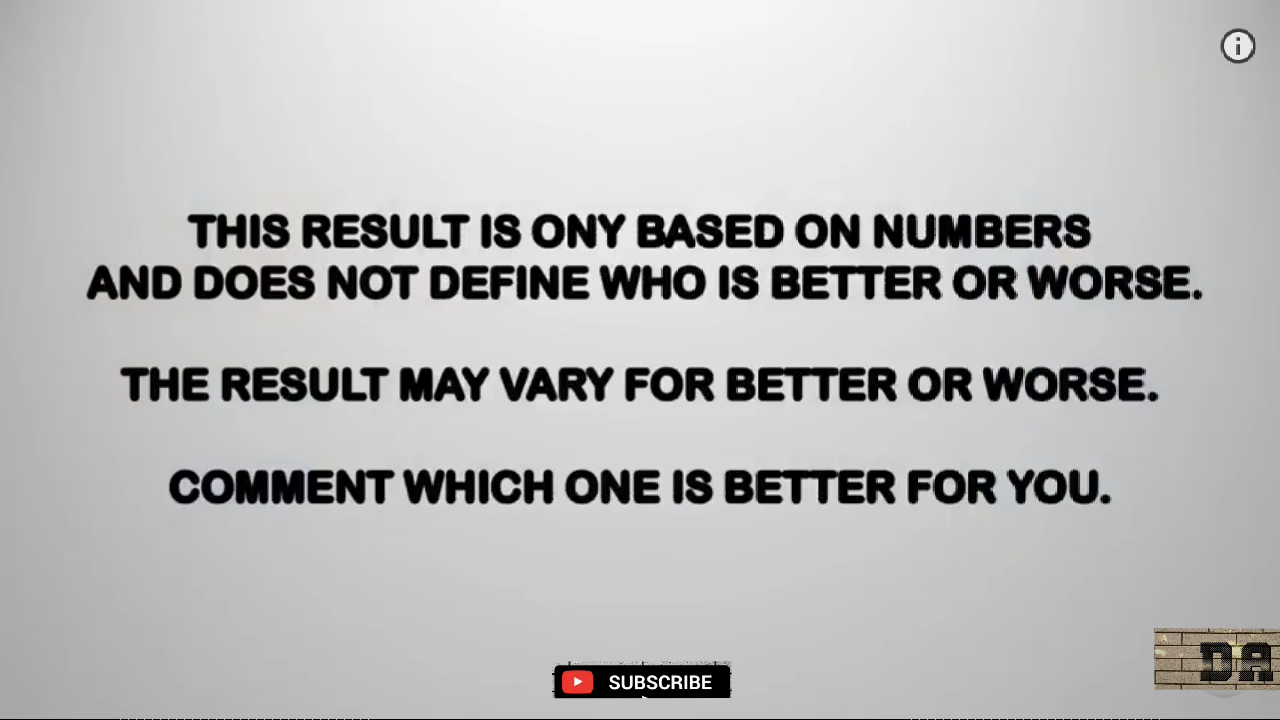 THIS RESULT IS ONY BASED ON NUMBERS
AND DOES NOT DEFINE WHO IS BETTER OR WORSE.
THE RESULT MAY VARY FOR BETTER OR WORSE.
COMMENT WHICH ONE IS BETTER FOR YOU.
DA
SUBSCRIBE